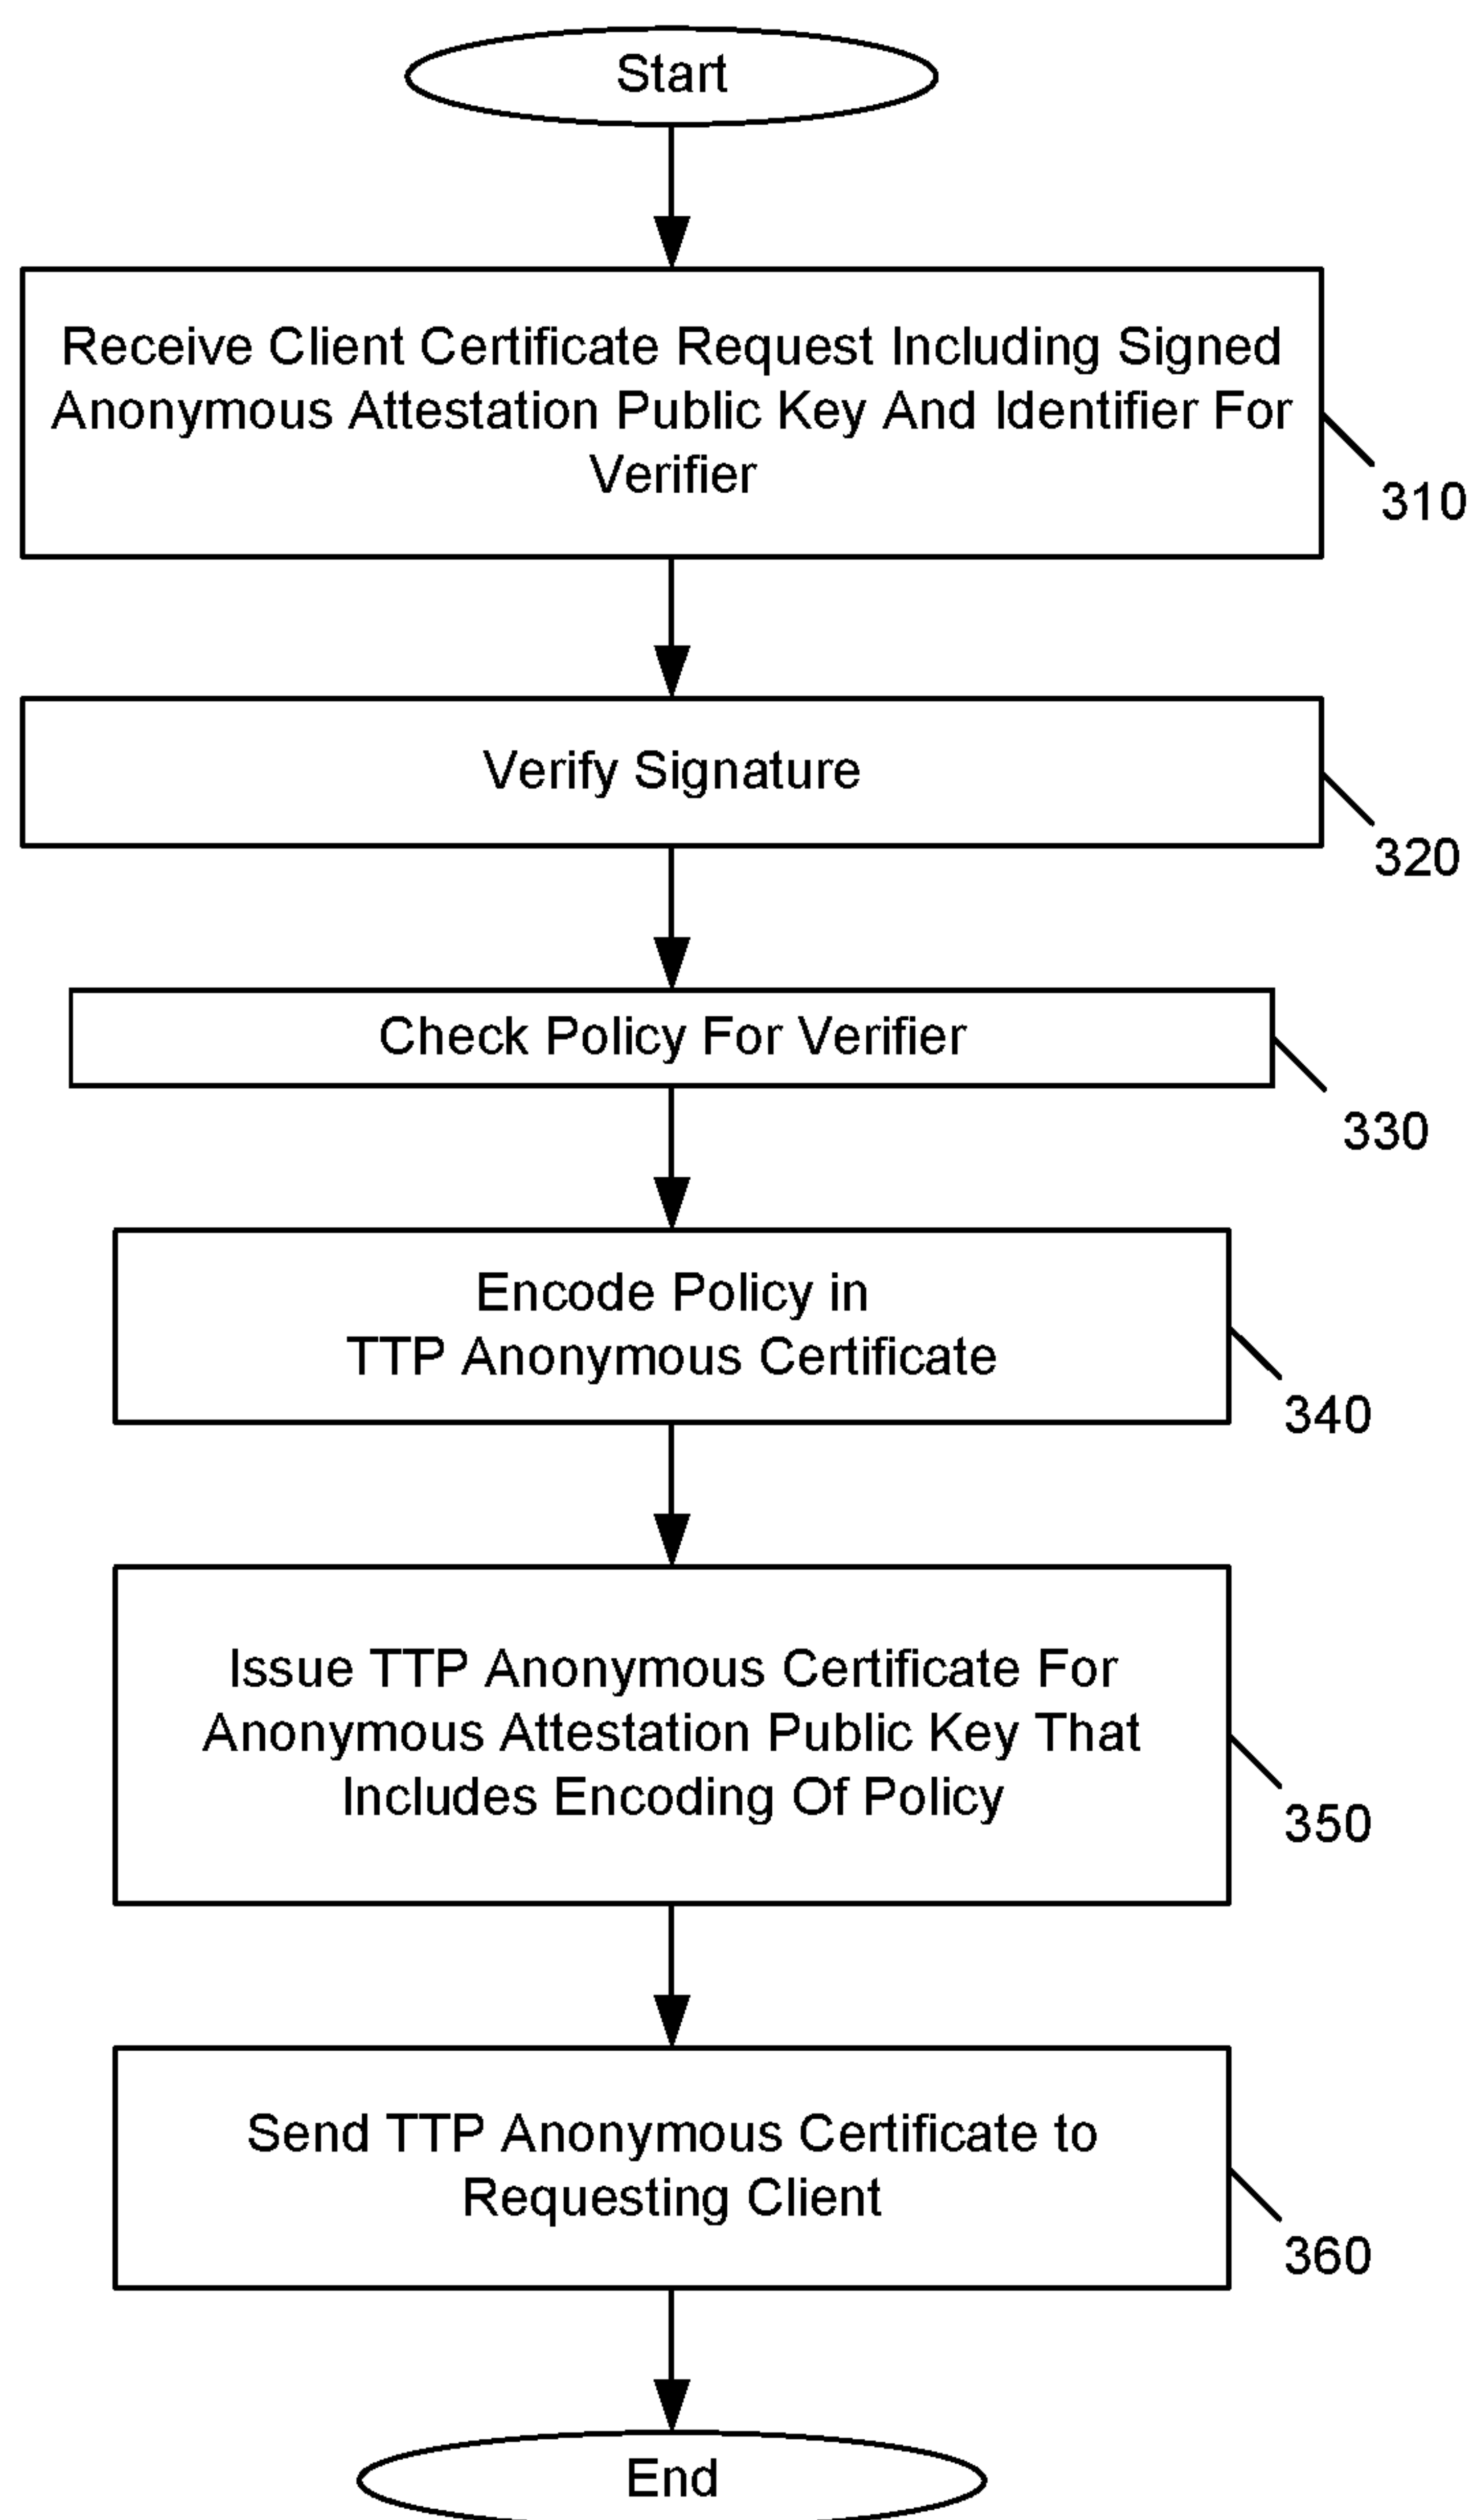 Start
Receive Client Certificate Request Including Signed
Anonymous Attestation Public Key And Identifier For
Verifier
310
Verify Signature
320
Check Policy For Verifier
330
Encode Policy in
TTP Anonymous Certificate
340
Issue TTP Anonymous Certificate For
Anonymous Attestation Public Key That
Includes Encoding Of Policy
350
Send TTP Anonymous Certificate to
Requesting Client
360
End